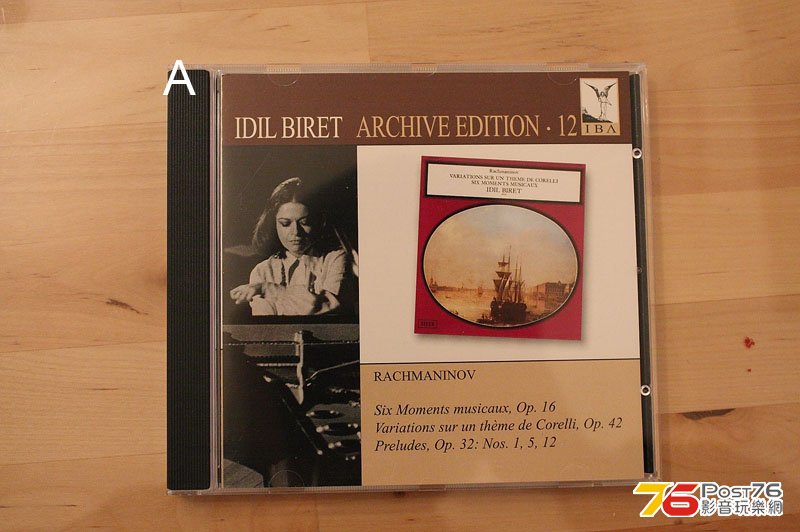 A
IDIL BIRET ARCHIVE EDITION · 12
IBA
Rachmaninov
VARIATIONS SUR UN THEME DE CORELLI
SIX MOMENTS MUSICAUX
IDIL BIRET
DECCA
RACHMANINOV
Six Moments musicaux, Op. 16
Variations sur un thème de Corelli, Op. 42
Preludes, Op. 32: Nos. 1, 5, 12
76 Post76
影音玩樂網